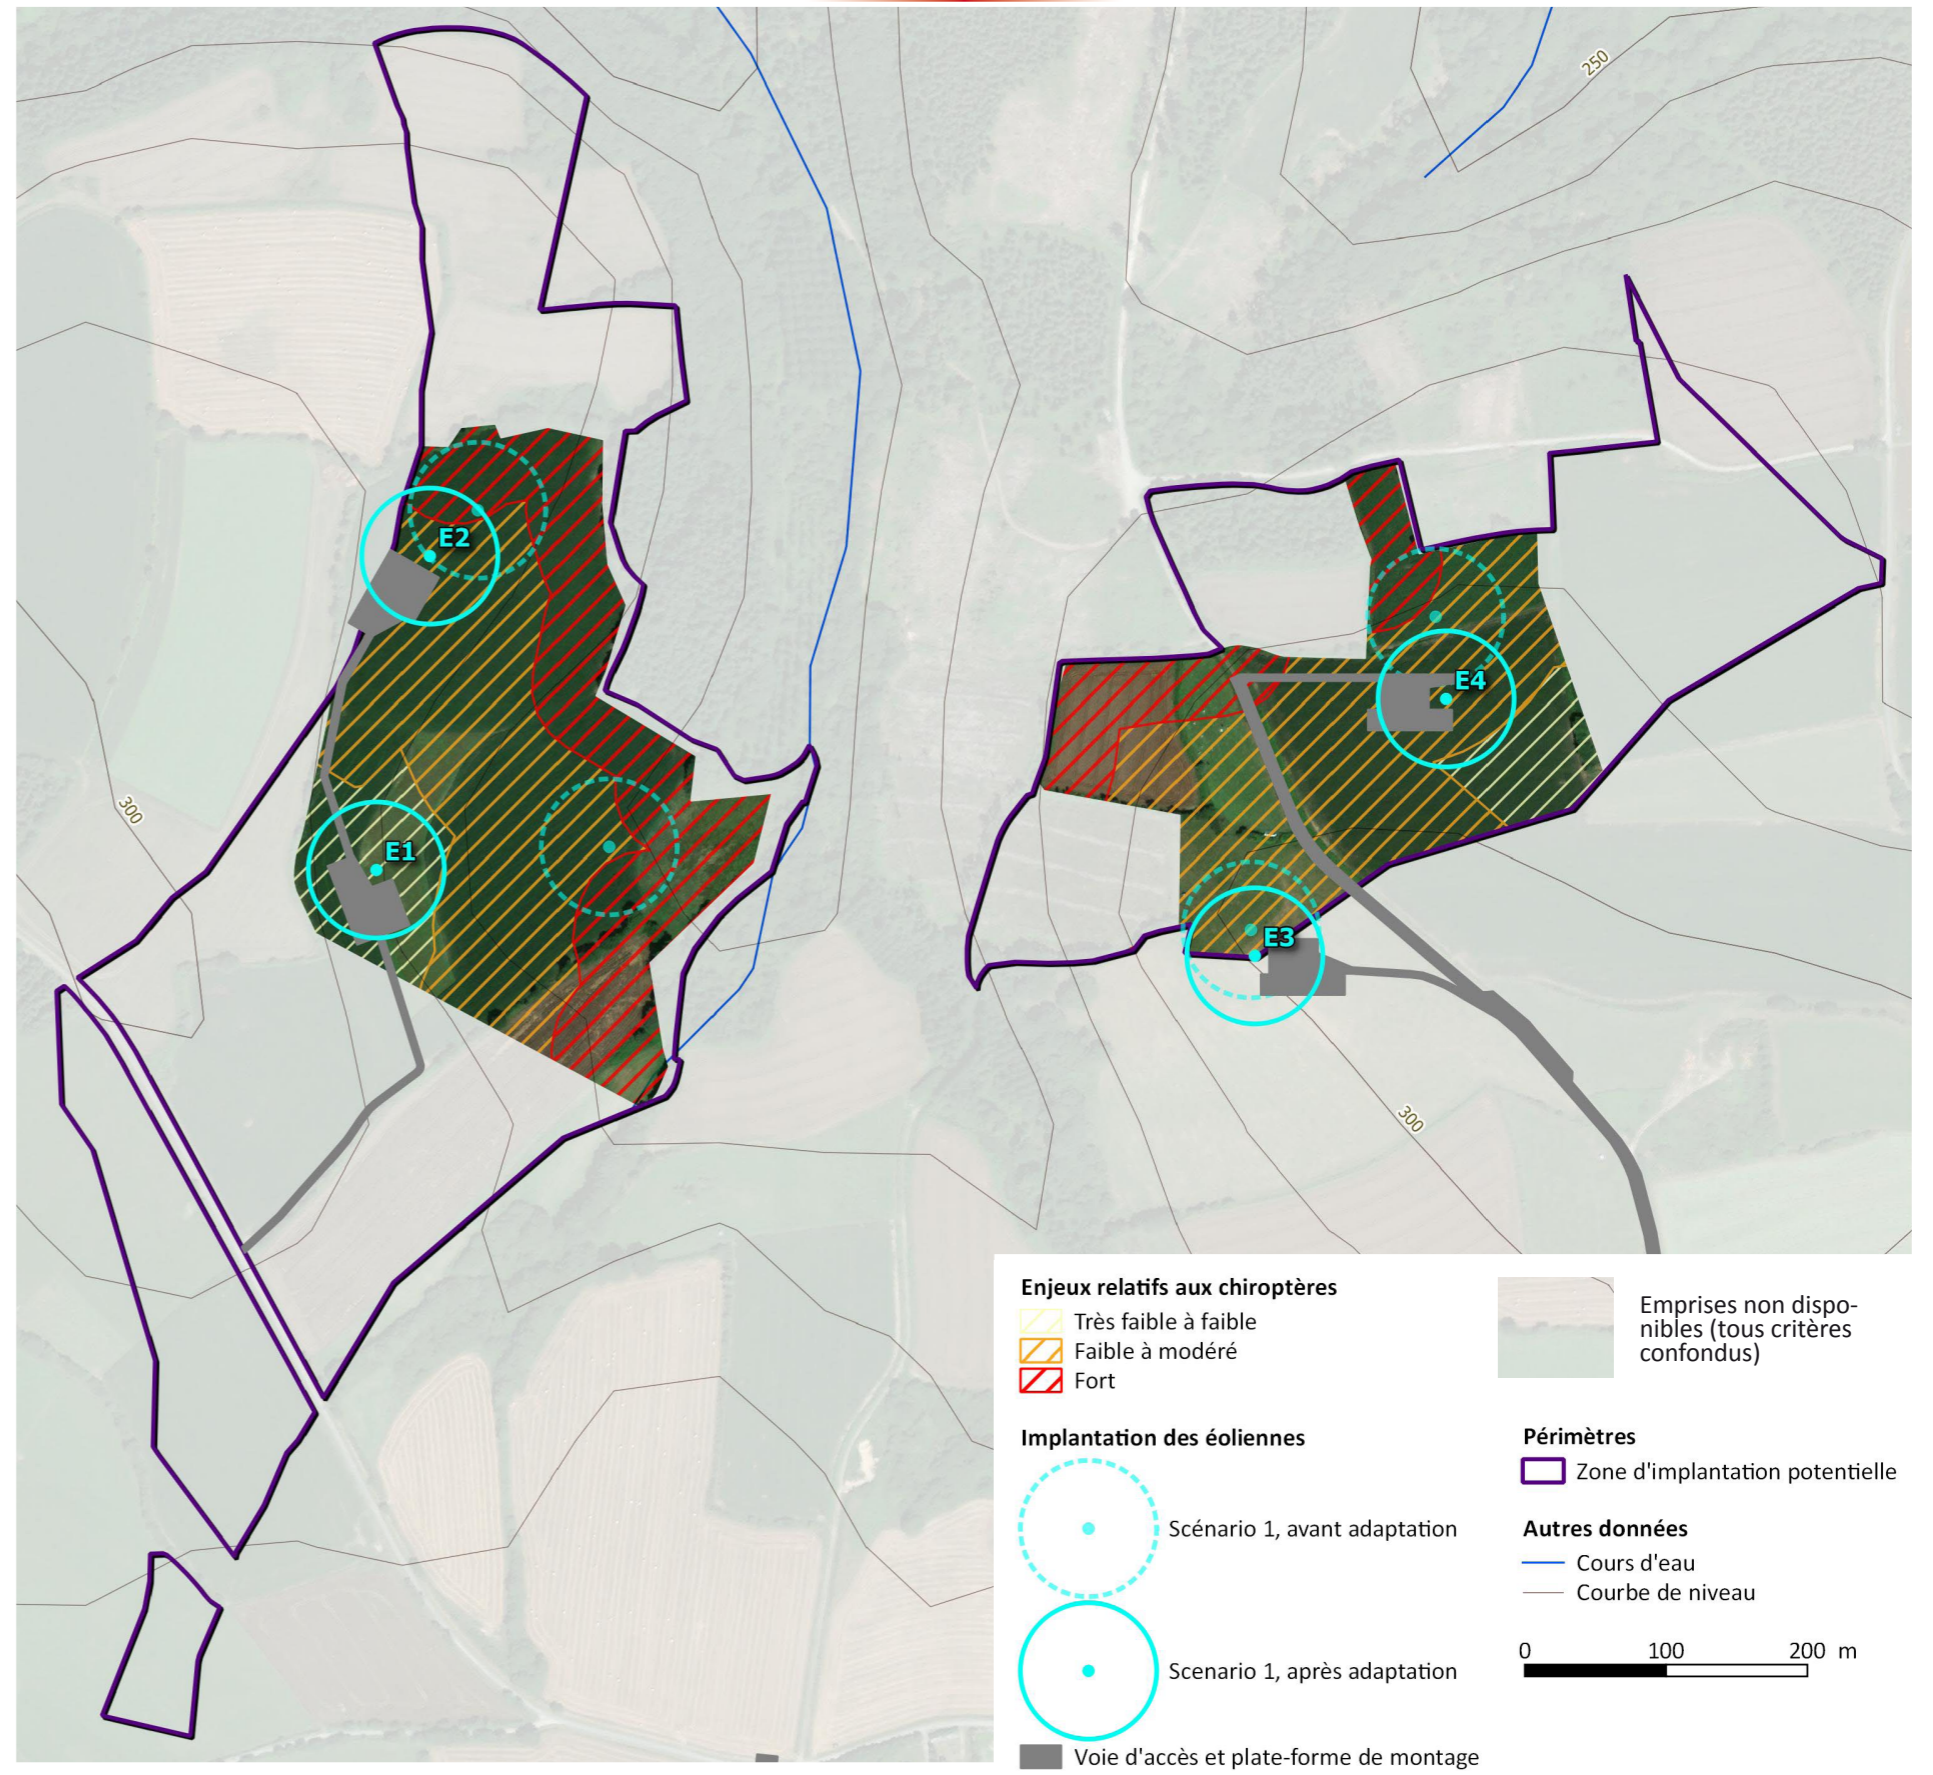 250
E2
E4
300
E1
E3
300
Enjeux relatifs aux chiroptères
Très faible à faible
Faible à modéré
Fort
Emprises non dispo-
nibles (tous critères
confondus)
Implantation des éoliennes
Scénario 1, avant adaptation
Scenario 1, après adaptation
Voie d'accès et plate-forme de montage
Périmètres
Zone d'implantation potentielle
Autres données
Cours d'eau
Courbe de niveau
0 100 200 m